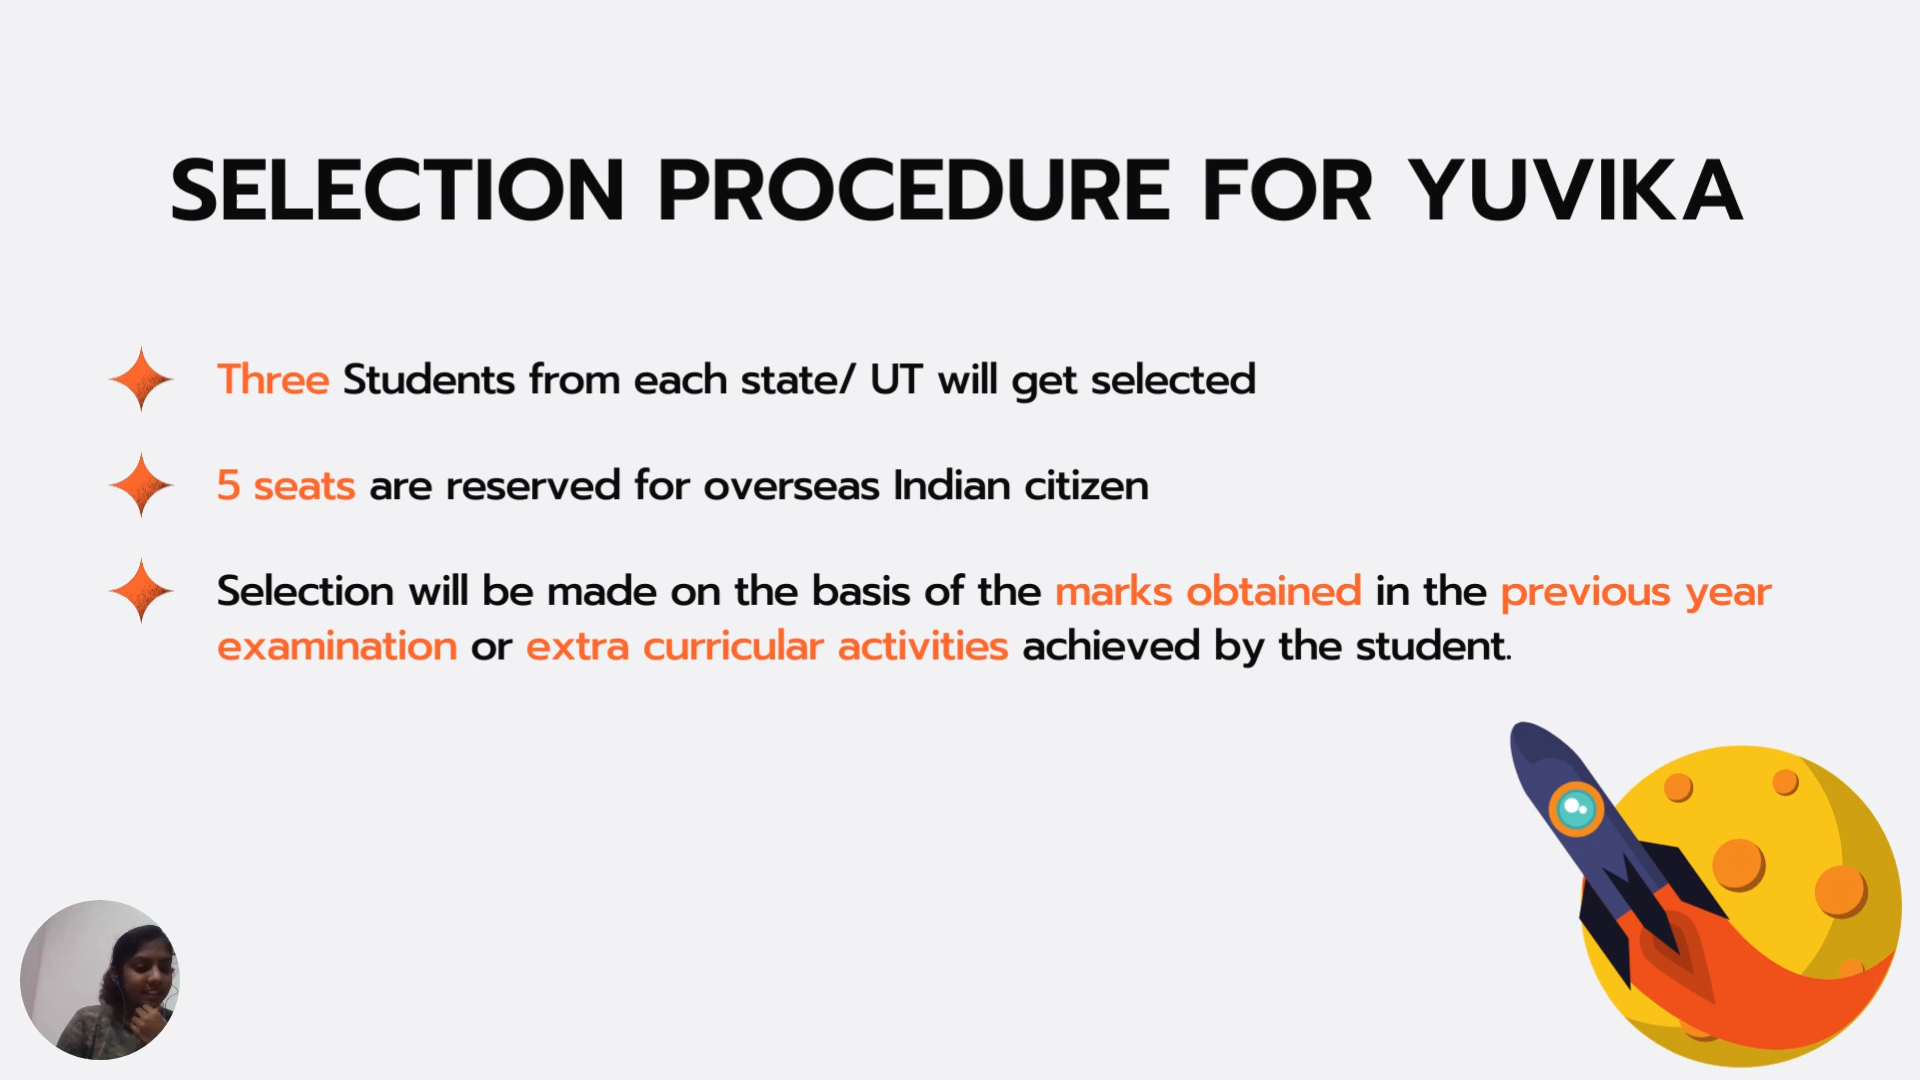 SELECTION PROCEDURE FOR YUVIKA
Three Students from each state/ UT will get selected
5 seats are reserved for overseas Indian citizen
Selection will be made on the basis of the marks obtained in the previous year
examination or extra curricular activities achieved by the student.